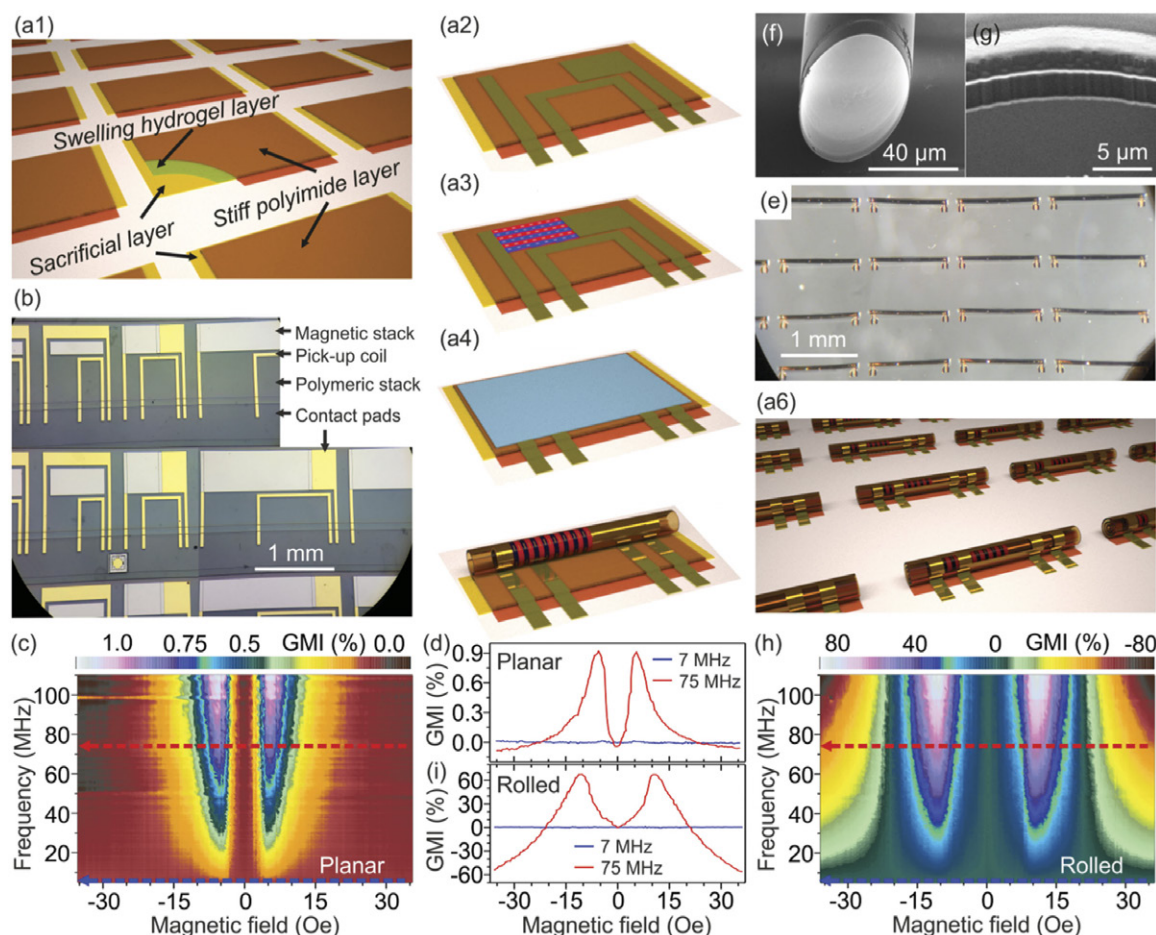 (a1)
Swelling hydrogel layer
Stiff polyimide layer
Sacrificial layer
(a2)
(a3)
(a4)
(f)
40 µm
(g)
5 µm
(e)
1 mm
(a6)
(b)
Magnetic stack
Pick-up coil
Polymeric stack
Contact pads
1 mm
(c)
1.0 0.75 0.5 GMI (%) 0.0
Frequency (MHz)
100
80
60
40
20
Planar
-30 -15 0 15 30
Magnetic field (Oe)
(d)
Planar
7 MHz
75 MHz
GMI (%)
0.9
0.6
0.3
0.0
(i)
Rolled
7 MHz
75 MHz
GMI (%)
60
30
0
-30
-60
-30 -15 0 15 30
Magnetic field (Oe)
(h)
80 40 0 GMI (%) -80
Frequency (MHz)
100
80
60
40
20
Rolled
-30 -15 0 15 30
Magnetic field (Oe)